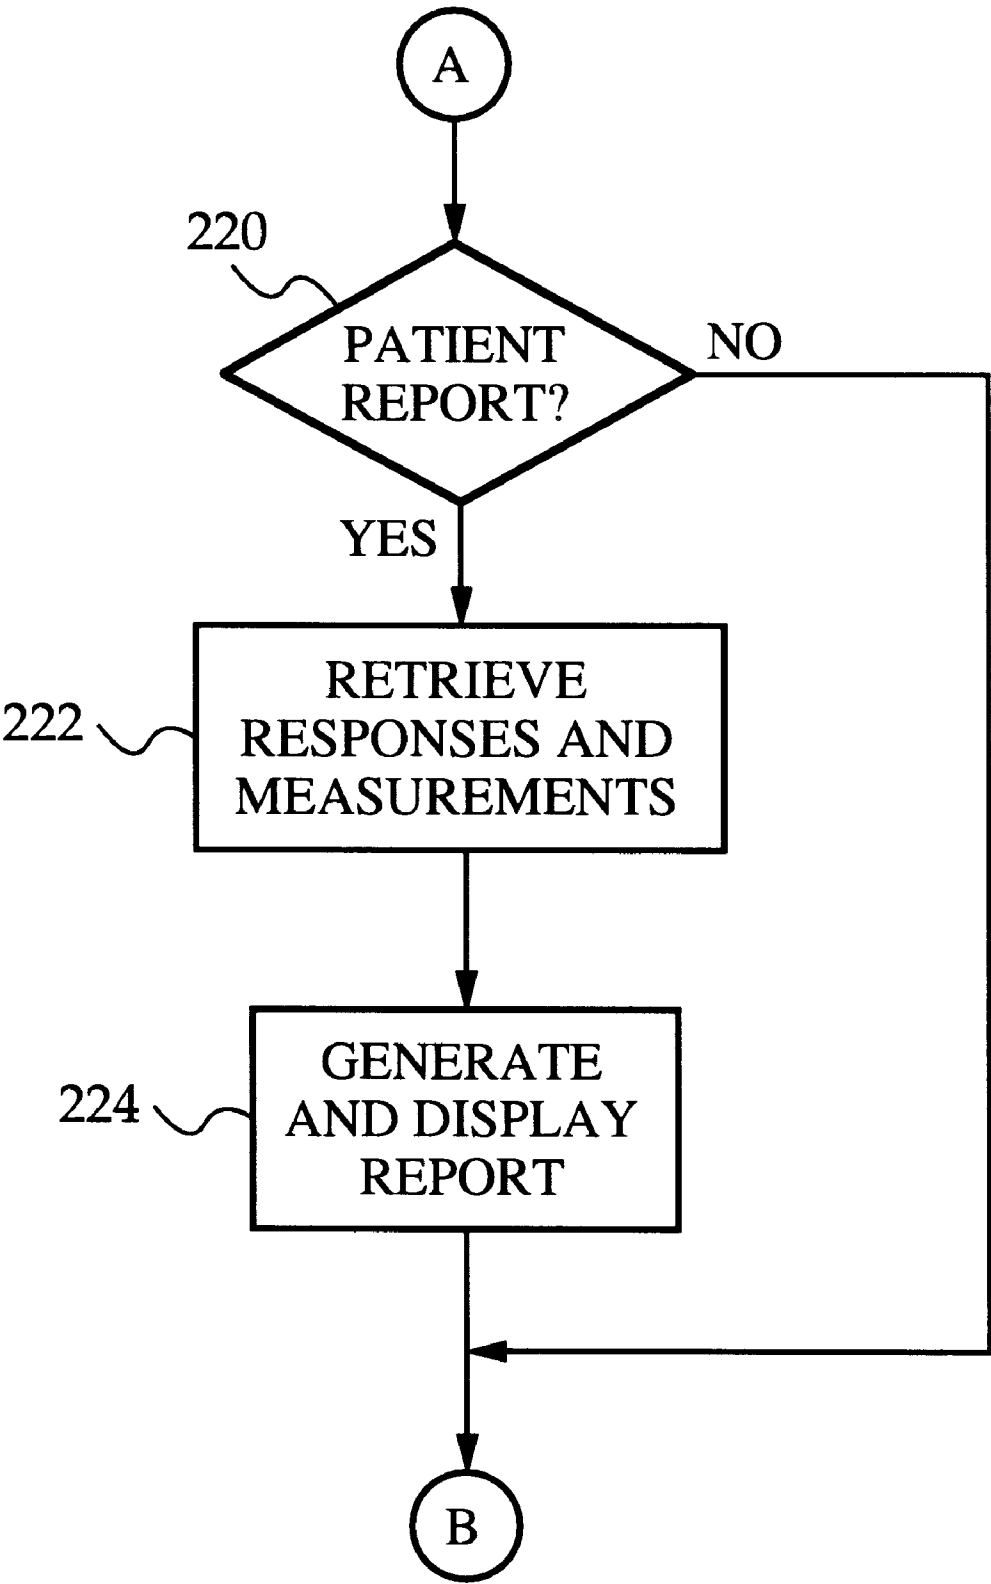 A
220
PATIENT
REPORT?
NO
YES
222
RETRIEVE
RESPONSES AND
MEASUREMENTS
224
GENERATE
AND DISPLAY
REPORT
B